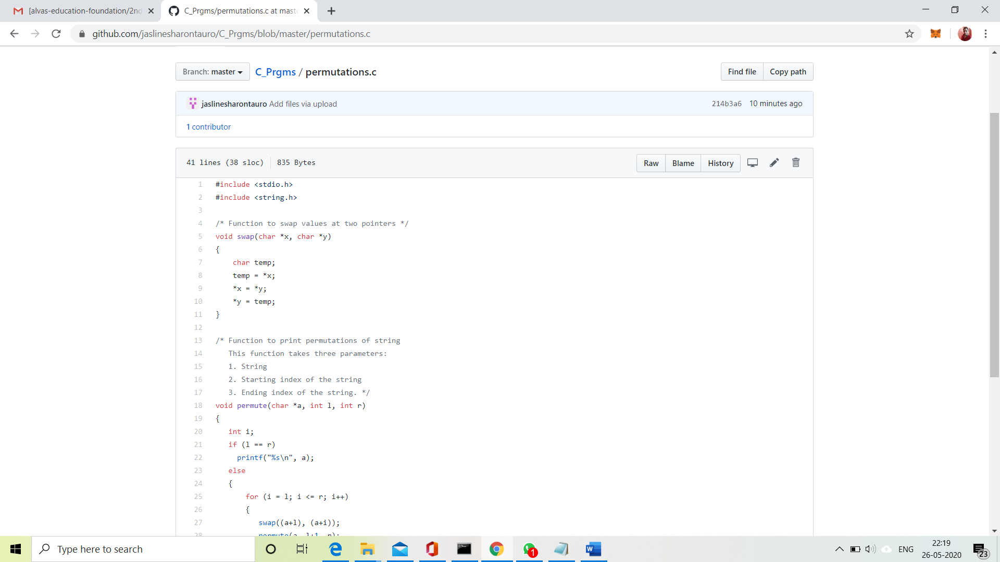 [alvas-education-foundation/2nd
C_Prgms/permutations.c at mast
github.com/jaslinesharontauro/C_Prgms/blob/master/permutations.c
Branch: master
C_Prgms / permutations.c
Find file
Copy path
jaslinesharontauro Add files via upload
214b3a6 10 minutes ago
1 contributor
41 lines (38 sloc) 835 Bytes
Raw
Blame
History
1 #include <stdio.h>
2 #include <string.h>
3
4 /* Function to swap values at two pointers */
5 void swap(char *x, char *y)
6 {
7     char temp;
8     temp = *x;
9     *x = *y;
10     *y = temp;
11 }
12
13 /* Function to print permutations of string
14    This function takes three parameters:
15    1. String
16    2. Starting index of the string
17    3. Ending index of the string. */
18 void permute(char *a, int l, int r)
19 {
20    int i;
21    if (l == r)
22      printf("%s\n", a);
23    else
24    {
25        for (i = l; i <= r; i++)
26        {
27           swap((a+l), (a+i));
28           permute(a, l+1, r);
Type here to search
1
ENG
22:19
26-05-2020
23